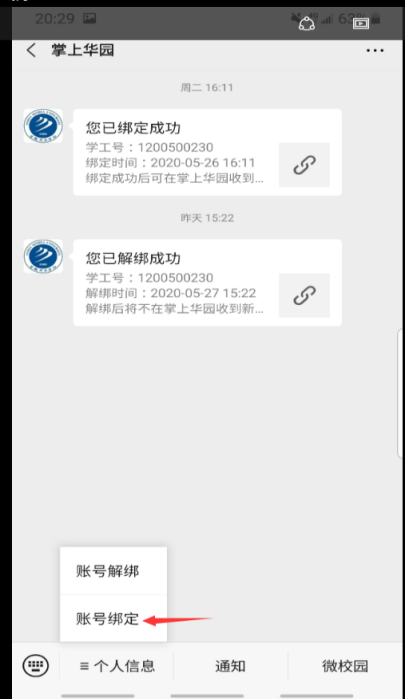 20:29
掌上华园
周二 16:11
您已绑定成功
学工号：1200500230
绑定时间：2020-05-26 16:11
绑定成功后可在掌上华园收到...
昨天 15:22
您已解绑成功
学工号：1200500230
解绑时间：2020-05-27 15:22
解绑后将不在掌上华园收到新...
账号解绑
账号绑定
≡ 个人信息
通知
微校园